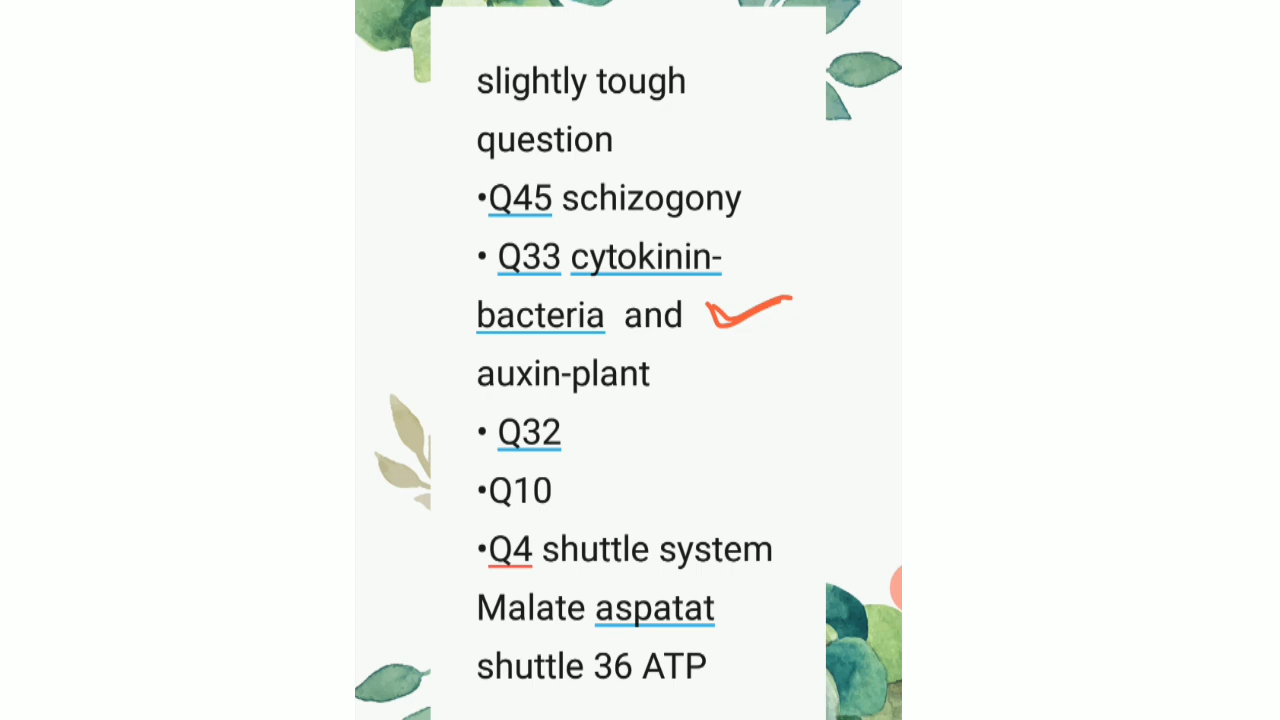 slightly tough
question
•Q45 schizogony
• Q33 cytokinin-
bacteria and
auxin-plant
• Q32
•Q10
•Q4 shuttle system
Malate aspatat
shuttle 36 ATP